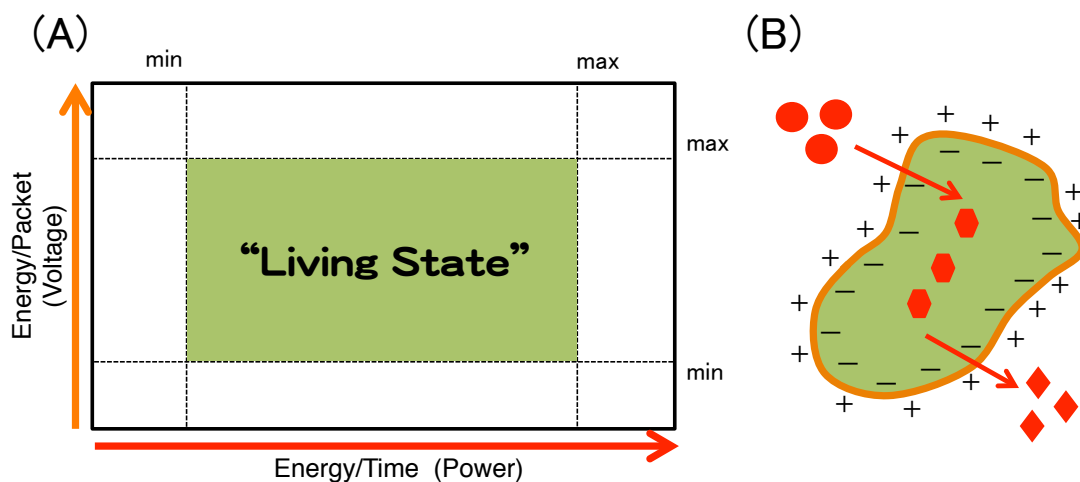 (A)
(B)
min
max
max
Energy/Packet
(Voltage)
“Living State”
min
Energy/Time (Power)